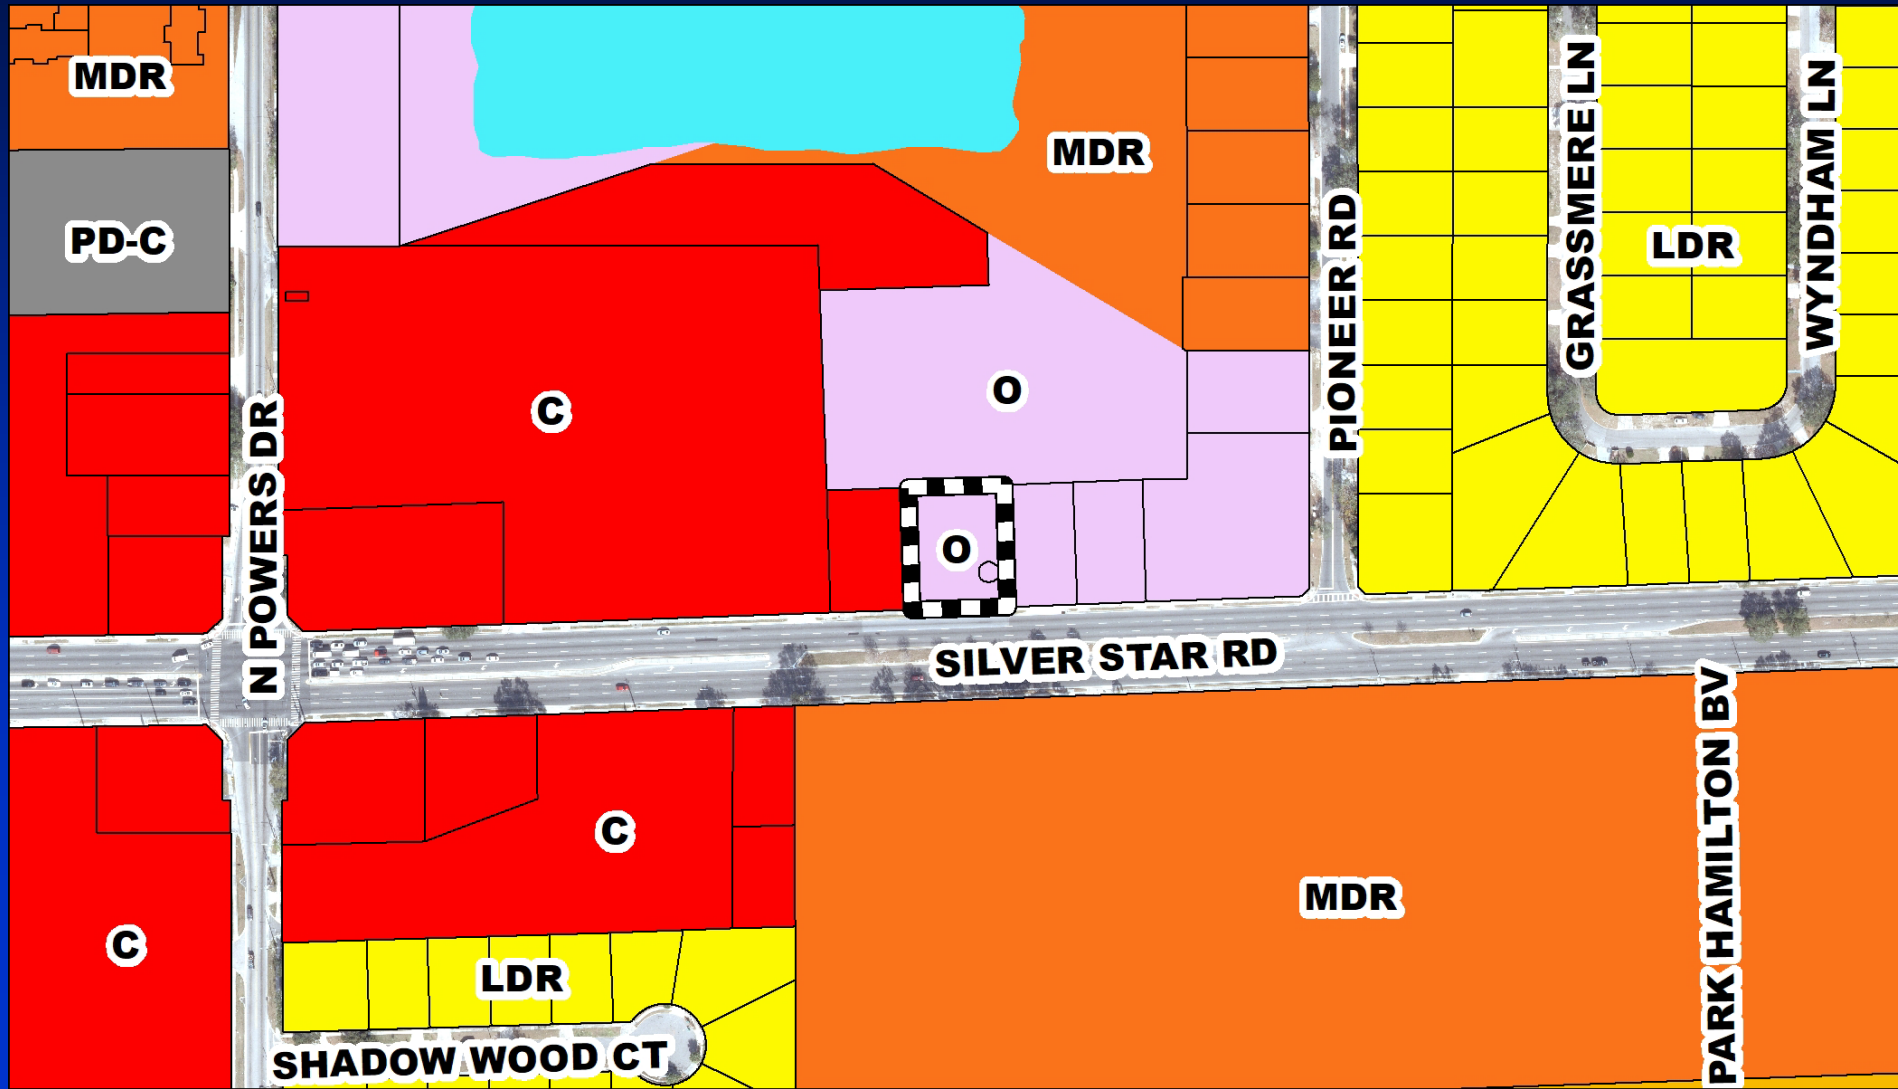 MDR
MDR
PD-C
LDR
GRASSMERE LN
WYNDHAM LN
PIONEER RD
C
O
N POWERS DR
O
SILVER STAR RD
C
MDR
PARK HAMILTON BV
C
LDR
SHADOW WOOD CT